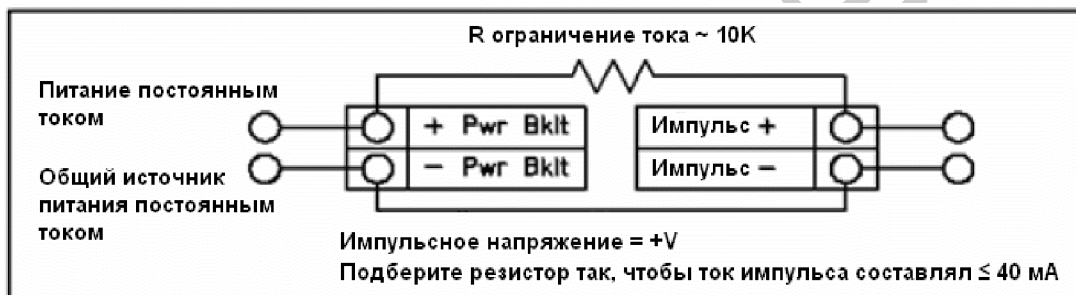 R ограничение тока ~ 10K
Питание постоянным
током
+ Pwr Bklt
Импульс +
− Pwr Bklt
Импульс −
Общий источник
питания постоянным
током
Импульсное напряжение = +V
Подберите резистор так, чтобы ток импульса составлял ≤ 40 мА